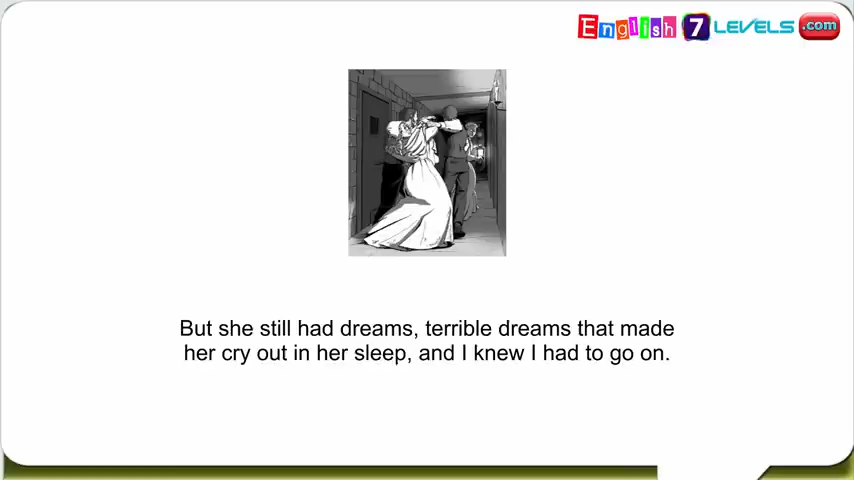 English 7 LEVELS .com
But she still had dreams, terrible dreams that made
her cry out in her sleep, and I knew I had to go on.